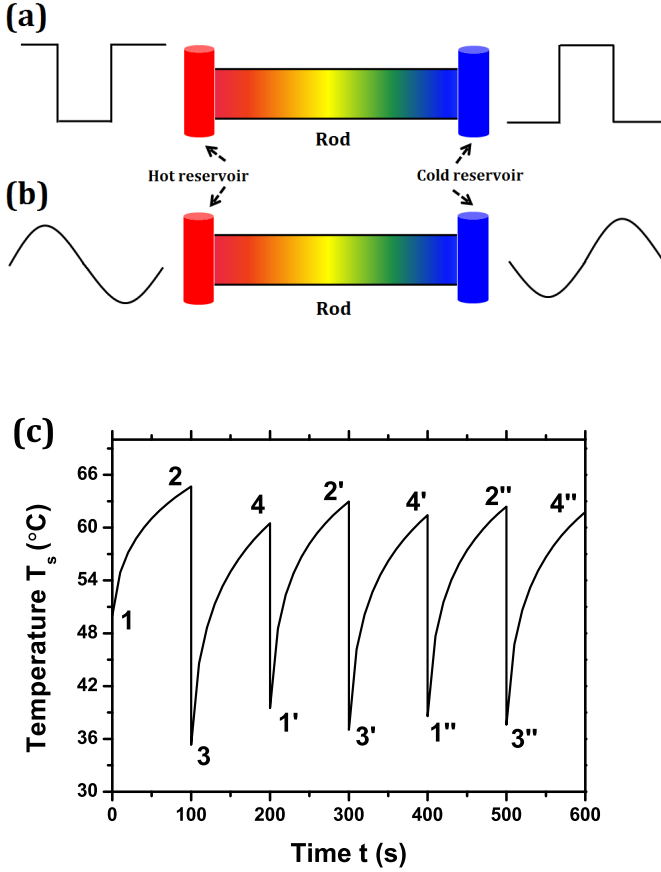 (a)
Rod
Hot reservoir
Cold reservoir
(b)
Rod
(c)
66
60
54
48
42
36
30
Temperature T_s (°C)
1
2
3
4
1'
2'
3'
4'
1''
2''
3''
4''
0
100
200
300
400
500
600
Time t (s)